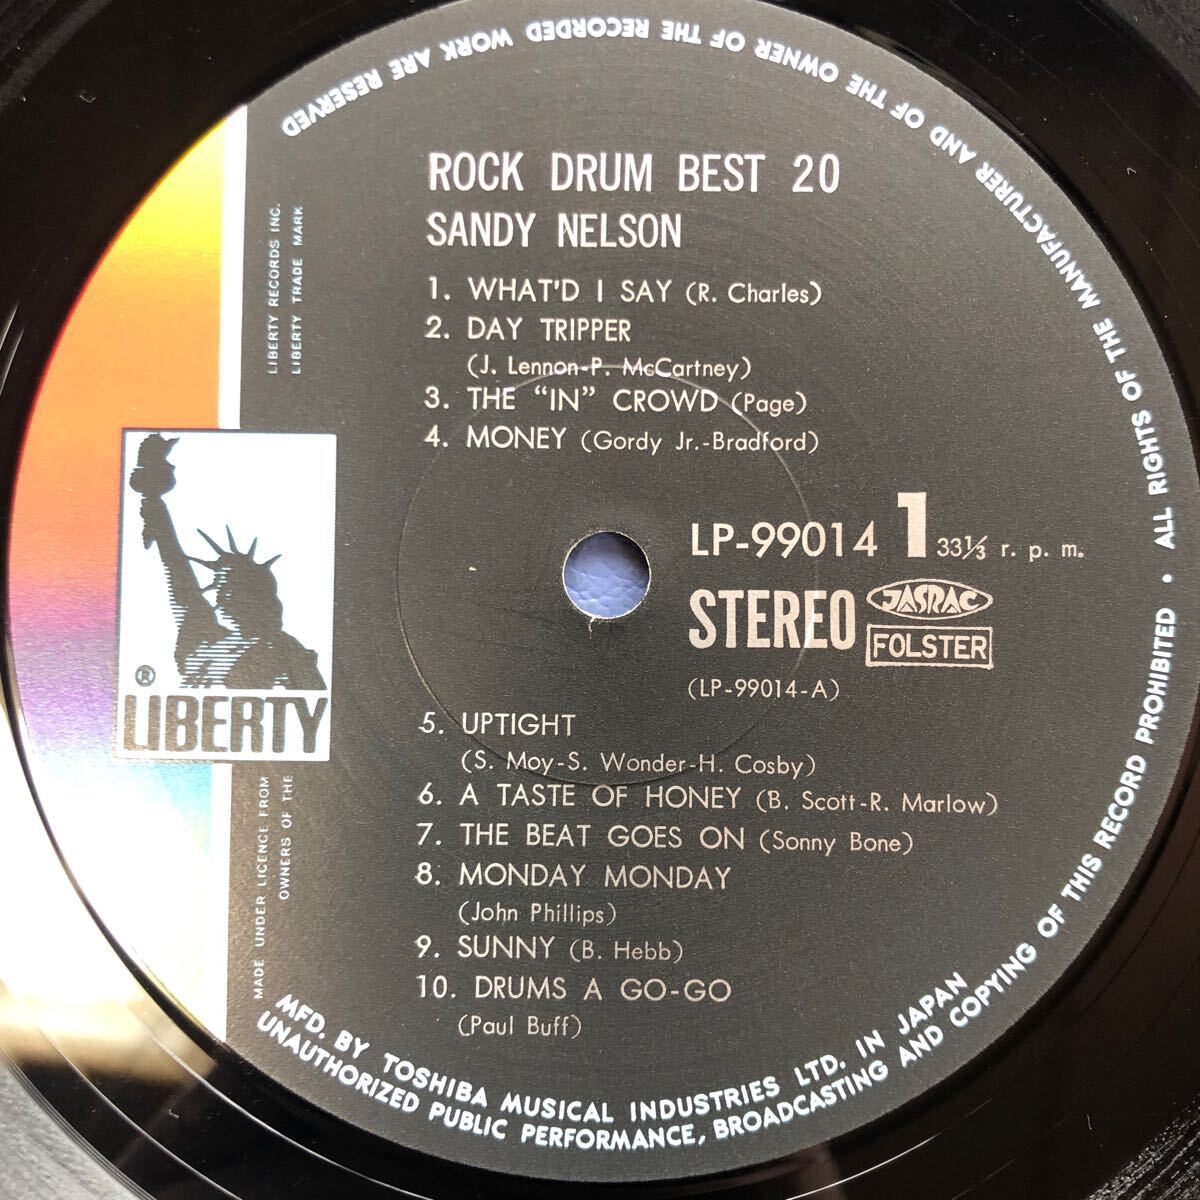 ROCK DRUM BEST 20
SANDY NELSON
1. WHAT'D I SAY (R. Charles)
2. DAY TRIPPER
(J. Lennon-P. McCartney)
3. THE “IN” CROWD (Page)
4. MONEY (Gordy Jr.-Bradford)
LP-99014 1 33⅓ r. p. m.
STEREO JASRAC
FOLSTER
(LP-99014-A)
5. UPTIGHT
(S. Moy-S. Wonder-H. Cosby)
6. A TASTE OF HONEY (B. Scott-R. Marlow)
7. THE BEAT GOES ON (Sonny Bone)
8. MONDAY MONDAY
(John Phillips)
9. SUNNY (B. Hebb)
10. DRUMS A GO-GO
(Paul Buff)
LIBERTY RECORDS INC.
LIBERTY TRADE MARK
®
LIBERTY
MADE UNDER LICENCE FROM
OWNERS OF THE
MFD. BY TOSHIBA MUSICAL INDUSTRIES LTD. IN JAPAN
UNAUTHORIZED PUBLIC PERFORMANCE, BROADCASTING AND COPYING OF THIS RECORD PROHIBITED • ALL RIGHTS OF THE MANUFACTURER AND OF THE OWNER OF THE RECORDED WORK ARE RESERVED